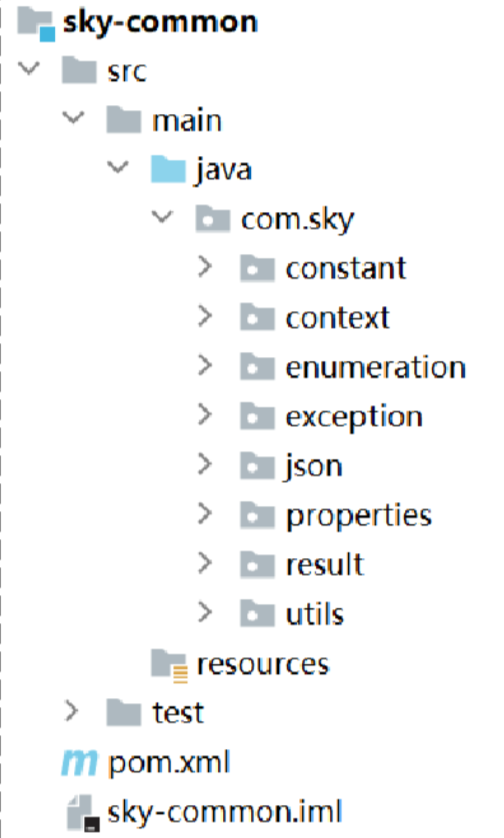 sky-common
src
main
java
com.sky
constant
context
enumeration
exception
json
properties
result
utils
resources
test
pom.xml
sky-common.iml